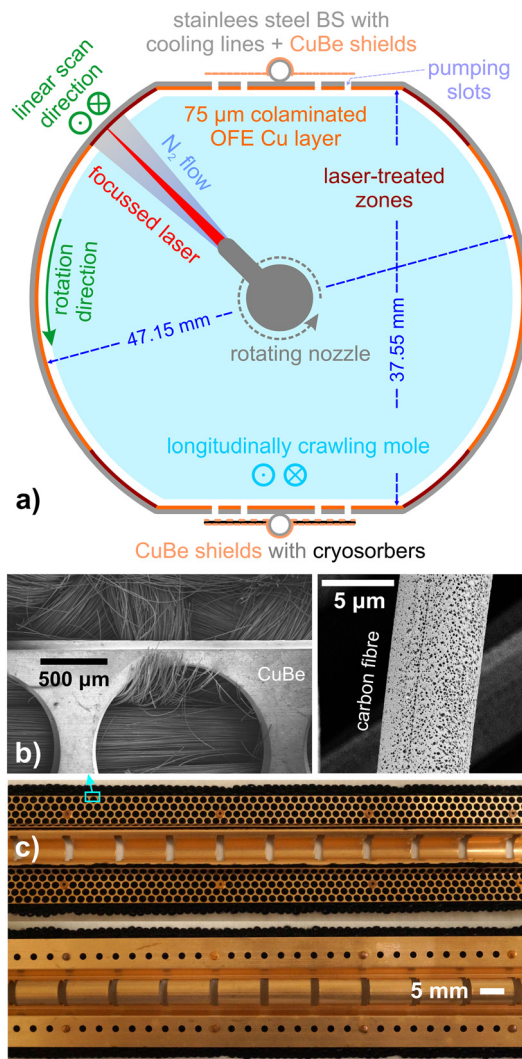 stainlees steel BS with
cooling lines + CuBe shields
pumping
slots
linear scan
direction
75 µm colaminated
OFE Cu layer
N₂ flow
focussed laser
laser-treated
zones
rotation
direction
47.15 mm
rotating nozzle
37.55 mm
longitudinally crawling mole
a)
CuBe shields with cryosorbers
500 µm
CuBe
b)
5 µm
carbon fibre
c)
5 mm